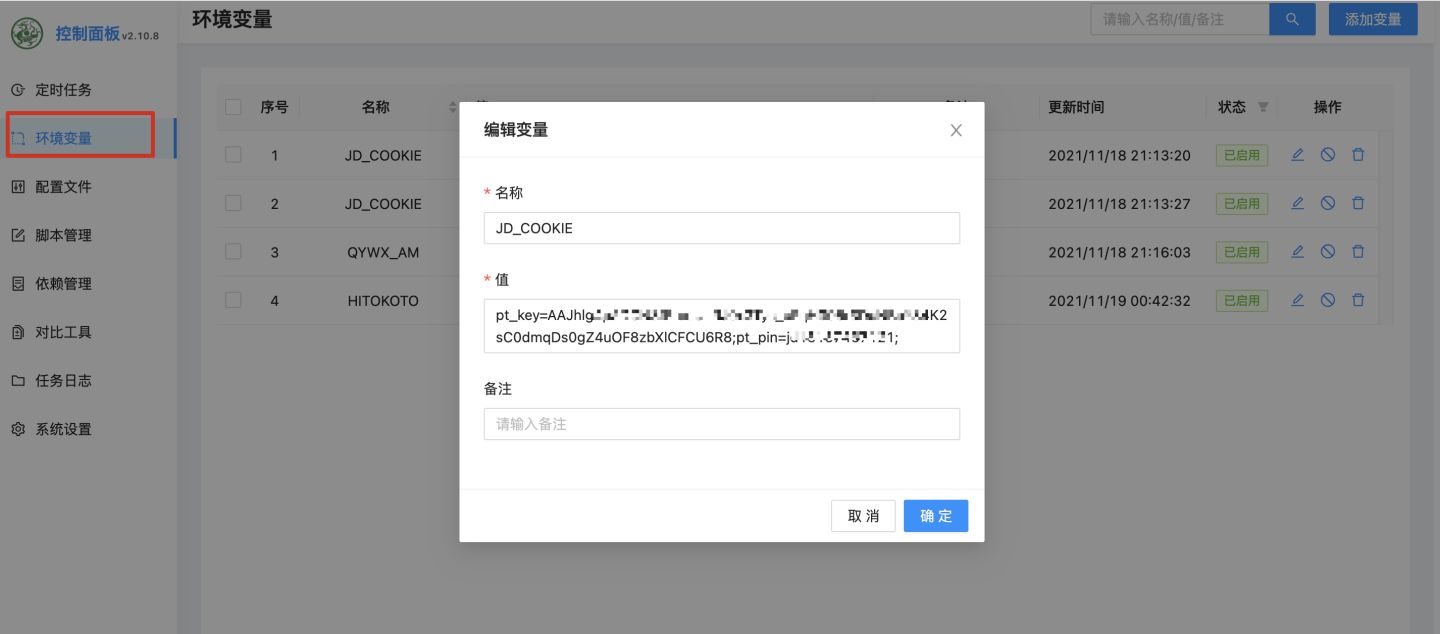 控制面板 v2.10.8
环境变量
请输入名称/值/备注
添加变量
定时任务
环境变量
配置文件
脚本管理
依赖管理
对比工具
任务日志
系统设置
序号 名称 更新时间 状态 操作
1 JD_COOKIE 2021/11/18 21:13:20 已启用
2 JD_COOKIE 2021/11/18 21:13:27 已启用
3 QYWX_AM 2021/11/18 21:16:03 已启用
4 HITOKOTO 2021/11/19 00:42:32 已启用
编辑变量
* 名称
JD_COOKIE
* 值
pt_key=AAJhlg
sC0dmqDs0gZ4uOF8zbXlCFCU6R8;pt_pin=
备注
请输入备注
取 消
确 定